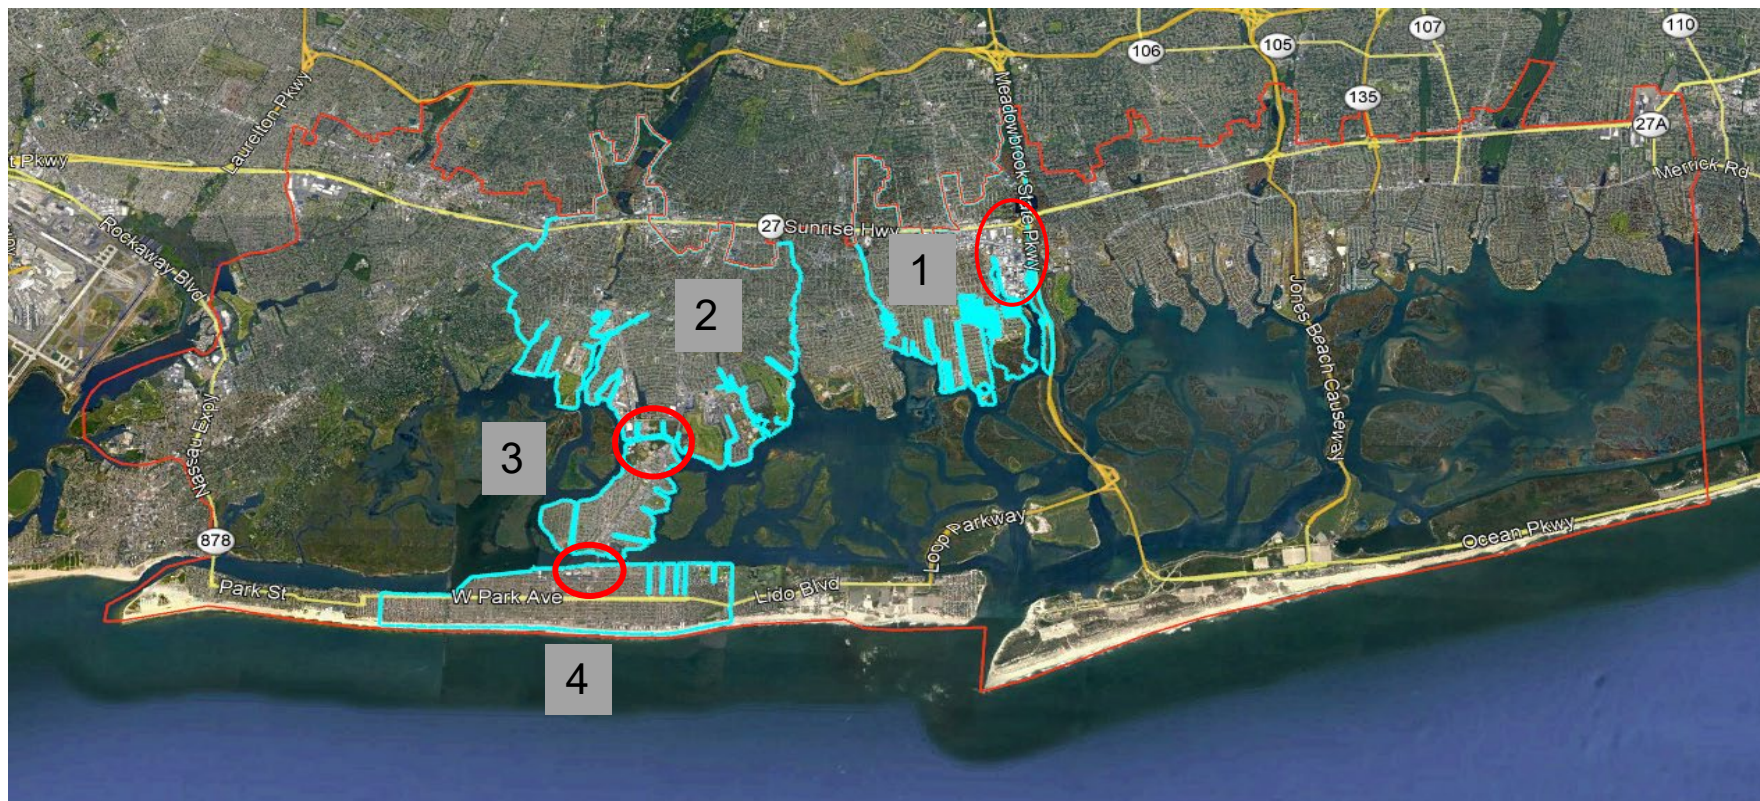 107
110
106
105
Laurelton Pkwy
135
27A
t Pkwy
Meadowbrook State Pkwy
Merrick Rd
27
Sunrise Hwy
Rockaway Blvd
1
2
Jones Beach Causeway
3
Nassau Expy
878
Loop Parkway
Ocean Pkwy
Park St
W Park Ave
Lido Blvd
4